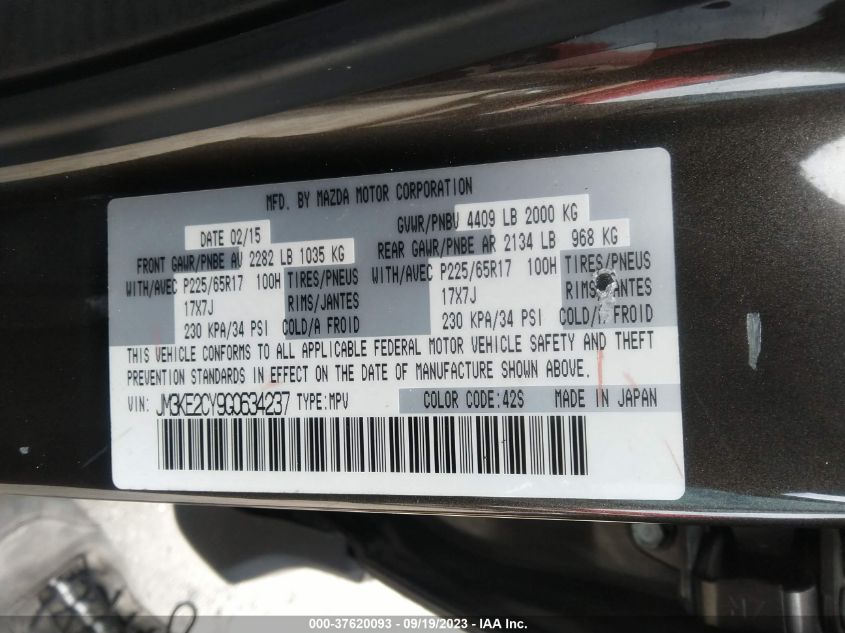 MFD. BY MAZDA MOTOR CORPORATION
DATE 02/15 GVWR/PNBV 4409 LB 2000 KG
FRONT GAWR/PNBE AV 2282 LB 1035 KG REAR GAWR/PNBE AR 2134 LB 968 KG
WITH/AVEC P225/65R17 100H TIRES/PNEUS WITH/AVEC P225/65R17 100H TIRES/PNEUS
17X7J RIMS/JANTES 17X7J RIMS/JANTES
230 KPA/34 PSI COLD/A FROID 230 KPA/34 PSI COLD/A FROID
THIS VEHICLE CONFORMS TO ALL APPLICABLE FEDERAL MOTOR VEHICLE SAFETY AND THEFT
PREVENTION STANDARDS IN EFFECT ON THE DATE OF MANUFACTURE SHOWN ABOVE.
VIN: JM3KE2CY9G0634237 TYPE:MPV COLOR CODE:42S MADE IN JAPAN
000-37620093 - 09/19/2023 - IAA Inc.